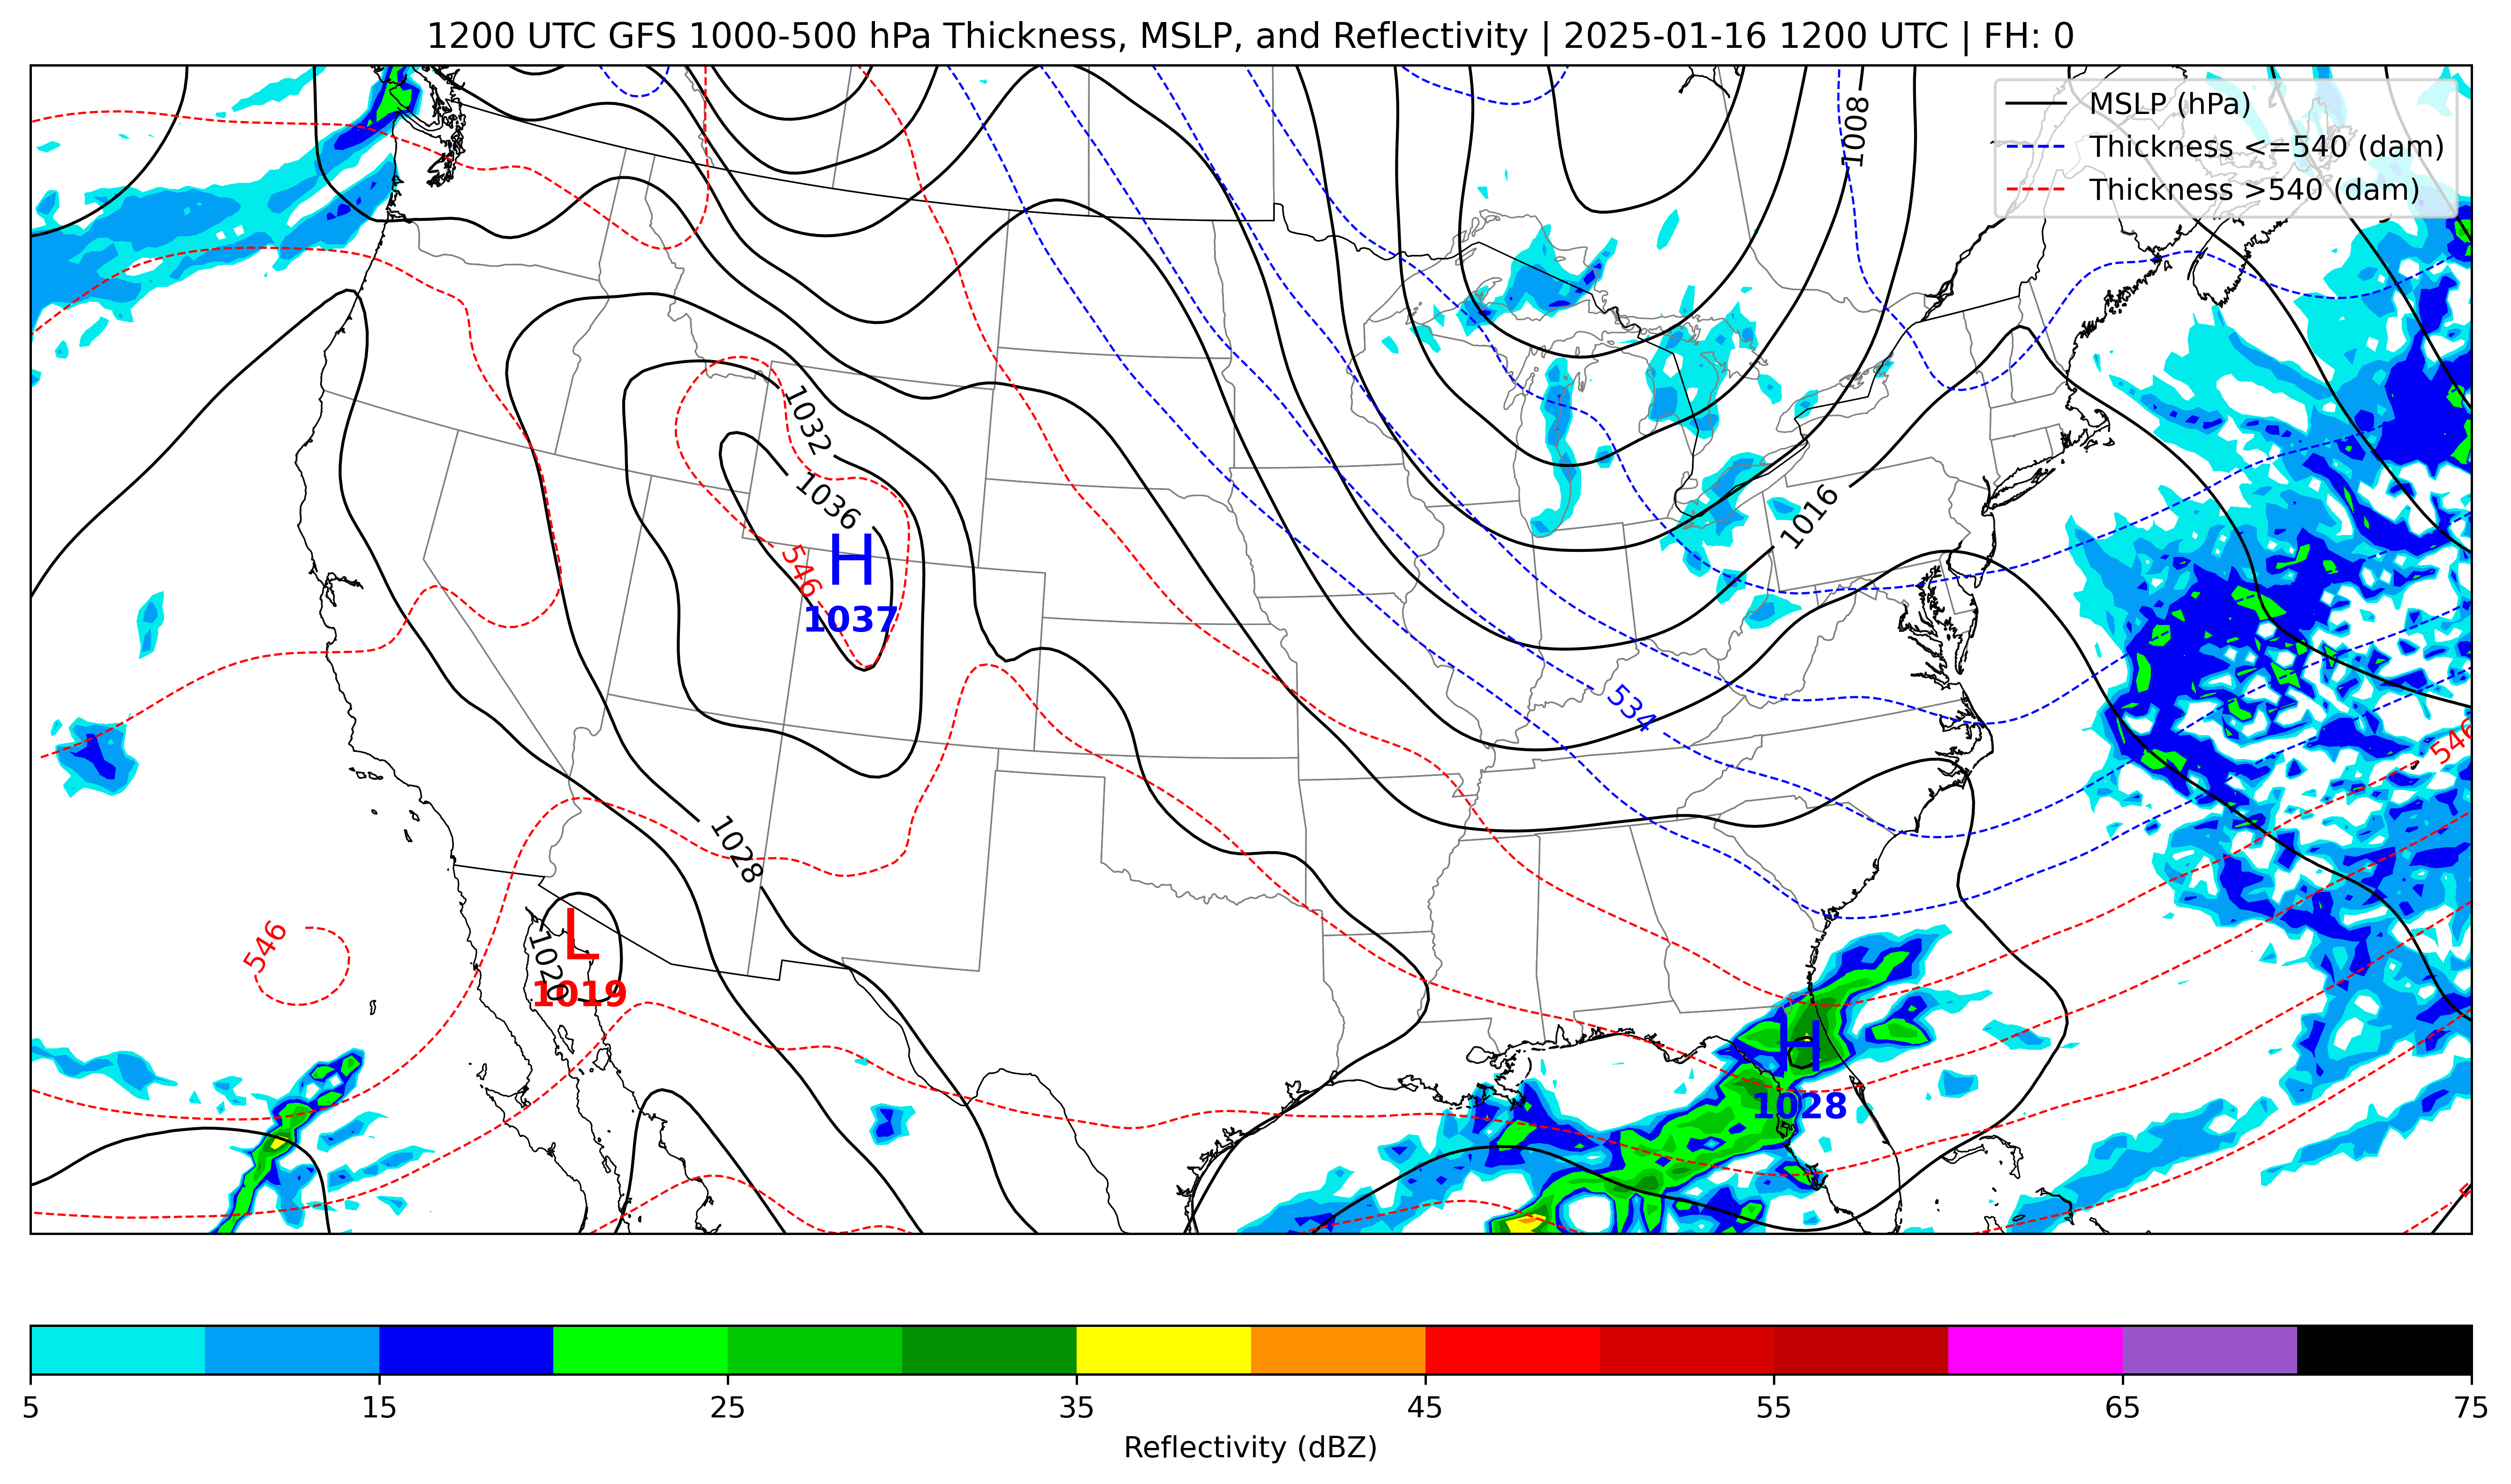 1200 UTC GFS 1000-500 hPa Thickness, MSLP, and Reflectivity | 2025-01-16 1200 UTC | FH: 0
MSLP (hPa)
Thickness <=540 (dam)
Thickness >540 (dam)
1008
1032
1036
1016
H
1037
546
534
546
1028
L
1020
1019
546
H
1028
5 15 25 35 45 55 65 75
Reflectivity (dBZ)